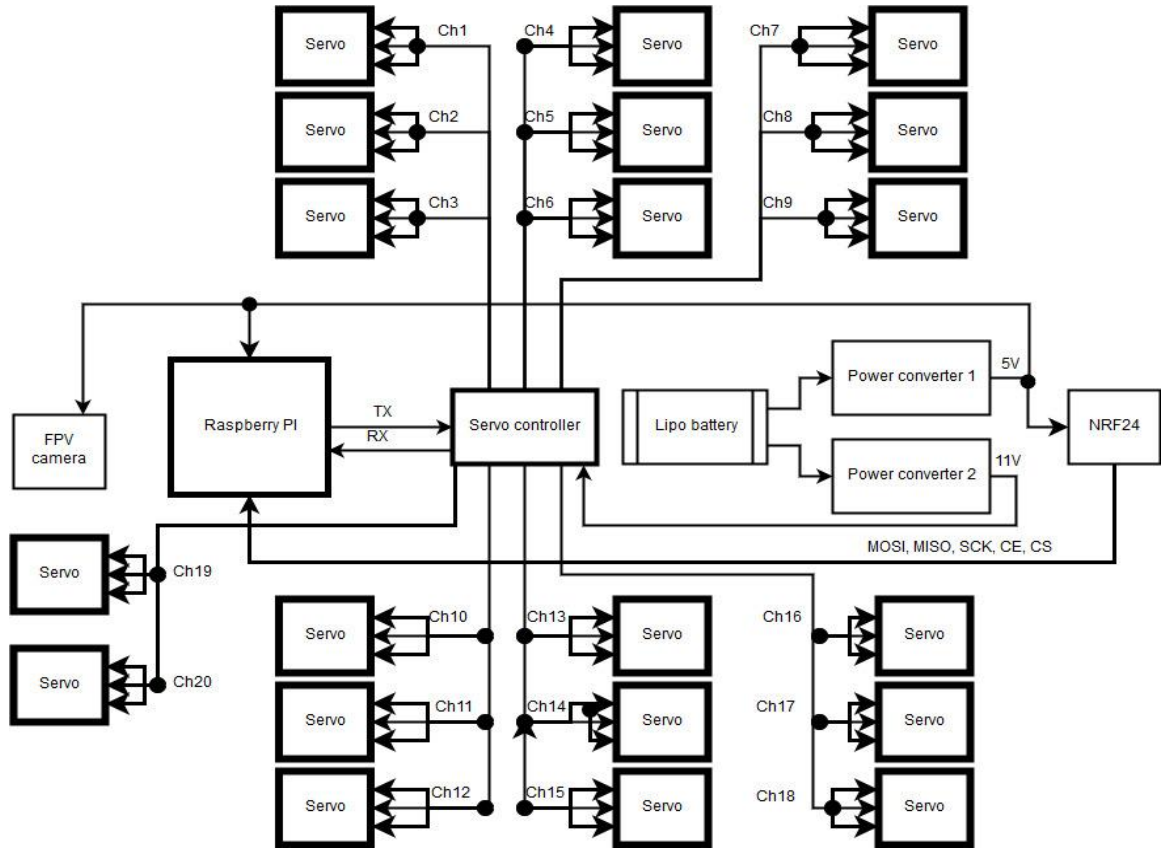 Servo Ch1 Ch4 Servo Ch7 Servo
Servo Ch2 Ch5 Servo Ch8 Servo
Servo Ch3 Ch6 Servo Ch9 Servo
Power converter 1 5V
Raspberry PI TX Servo controller Lipo battery NRF24
RX
FPV
camera
Power converter 2 11V
MOSI, MISO, SCK, CE, CS
Servo Ch19
Servo Ch20
Servo Ch10 Ch13 Servo Ch16 Servo
Servo Ch11 Ch14 Servo Ch17 Servo
Servo Ch12 Ch15 Servo Ch18 Servo